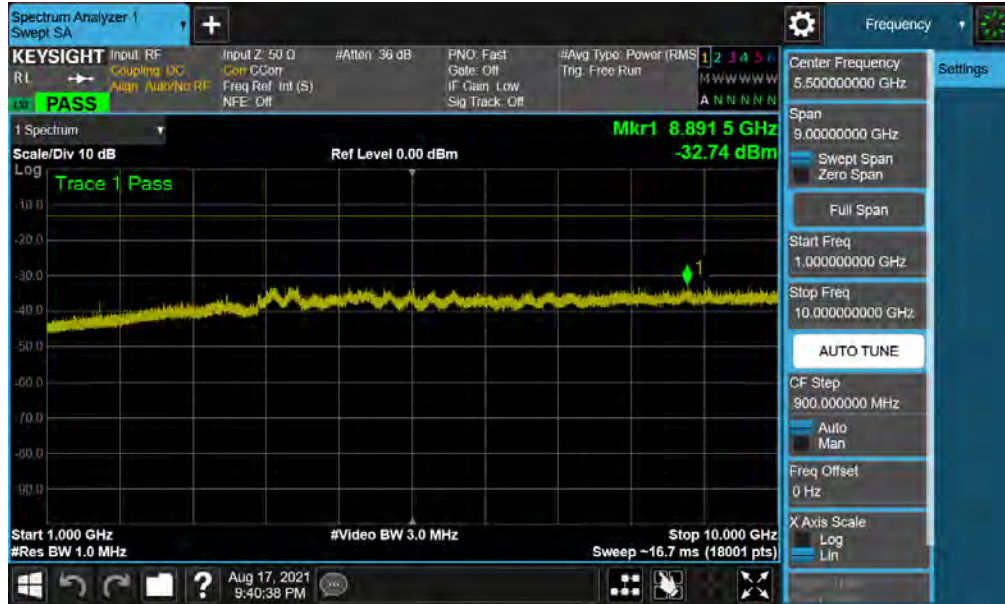 Spectrum Analyzer 1
Swept SA
+
Frequency
KEYSIGHT
RL
PASS
Input: RF
Coupling: DC
Align: Auto/No RF
Input Z: 50 Ω
Corr CCorr
Freq Ref: Int (S)
NFE: Off
#Atten: 36 dB
PNO: Fast
Gate: Off
IF Gain: Low
Sig Track: Off
#Avg Type: Power (RMS
Trig: Free Run
1 2 3 4 5 6
M W W W W W
A N N N N N
1 Spectrum
Mkr1 8.891 5 GHz
-32.74 dBm
Scale/Div 10 dB
Ref Level 0.00 dBm
Log
Trace 1 Pass
-10.0
-20.0
-30.0
-40.0
-50.0
-60.0
-70.0
-80.0
-90.0
1
Start 1.000 GHz
#Res BW 1.0 MHz
#Video BW 3.0 MHz
Stop 10.000 GHz
Sweep ~16.7 ms (18001 pts)
Center Frequency
5.500000000 GHz
Settings
Span
9.00000000 GHz
Swept Span
Zero Span
Full Span
Start Freq
1.000000000 GHz
Stop Freq
10.000000000 GHz
AUTO TUNE
CF Step
900.000000 MHz
Auto
Man
Freq Offset
0 Hz
X Axis Scale
Log
Lin
?
Aug 17, 2021
9:40:38 PM